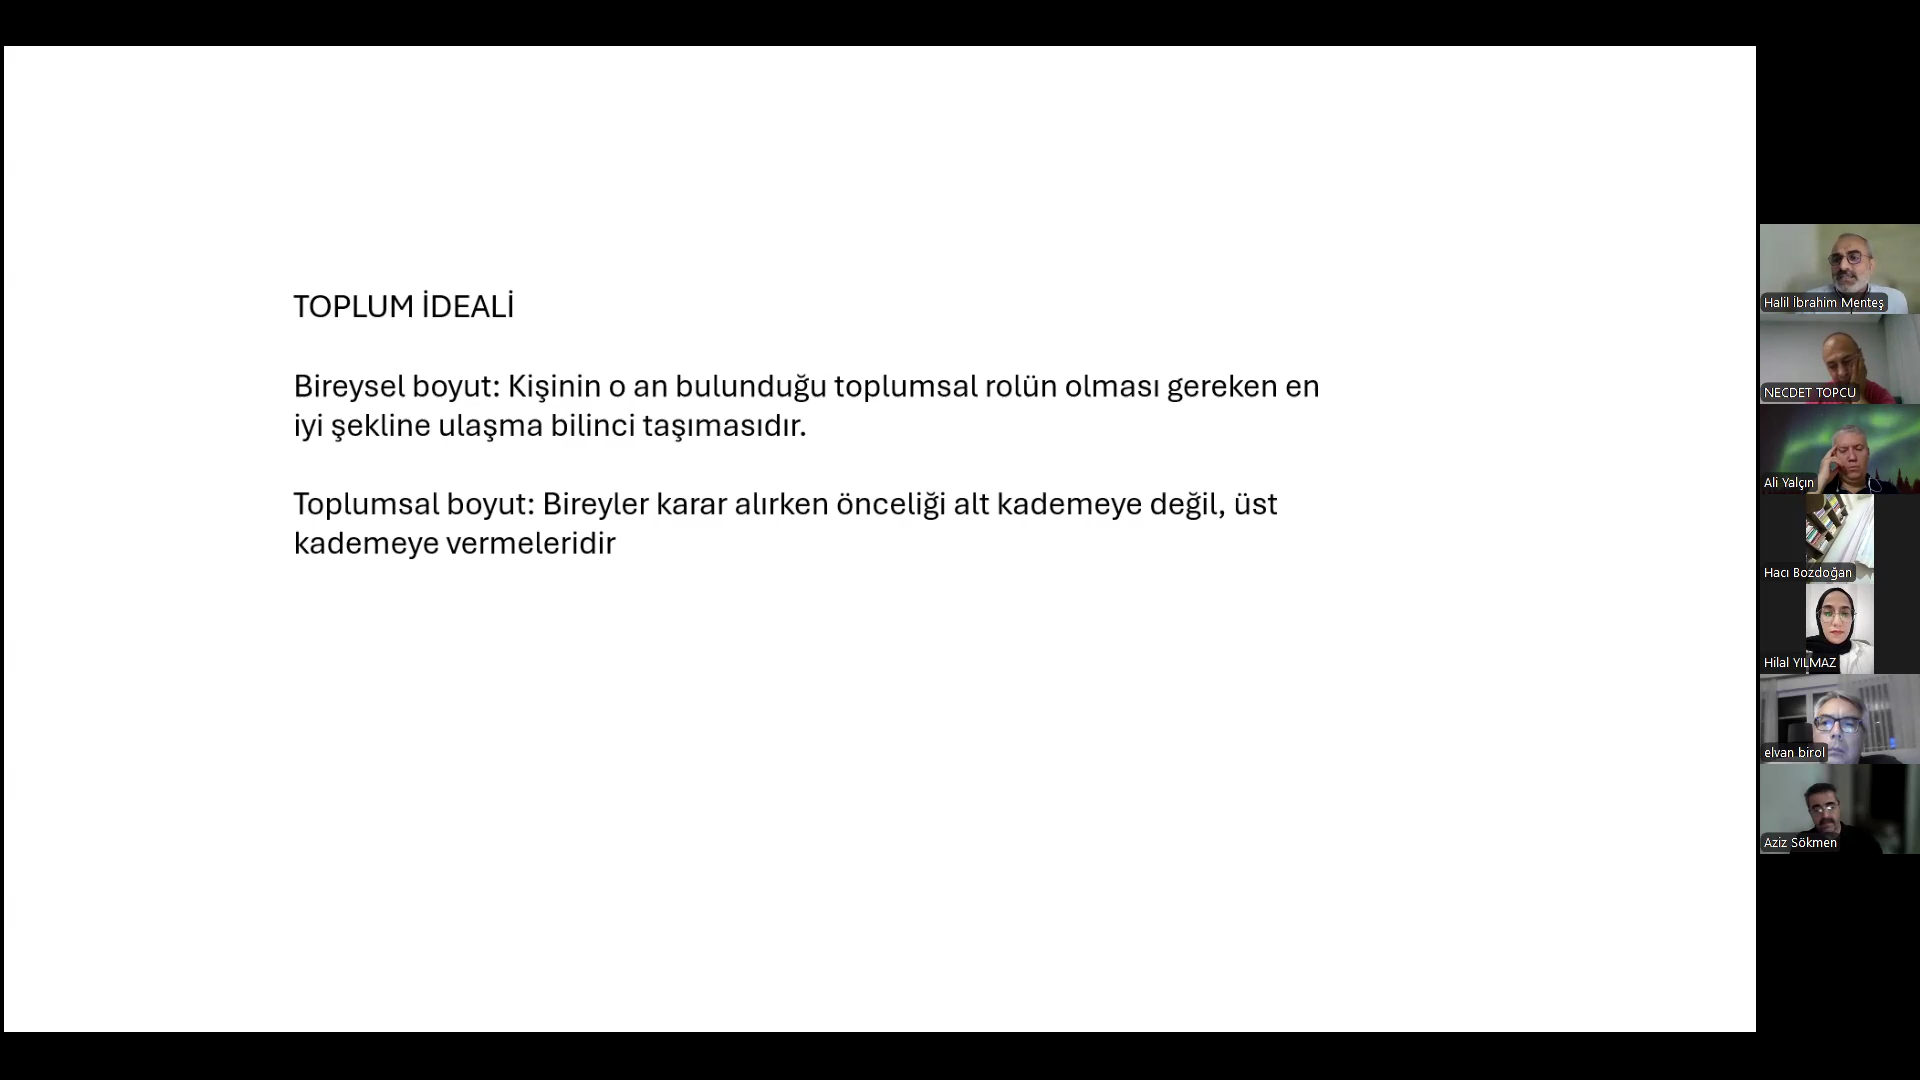 TOPLUM İDEALİ
Bireysel boyut: Kişinin o an bulunduğu toplumsal rolün olması gereken en
iyi şekline ulaşma bilinci taşımasıdır.
Toplumsal boyut: Bireyler karar alırken önceliği alt kademeye değil, üst
kademeye vermeleridir
Halil İbrahim Menteş
NECDET TOPCU
Ali Yalçın
Hacı Bozdoğan
Hilal YILMAZ
elvan birol
Aziz Sökmen